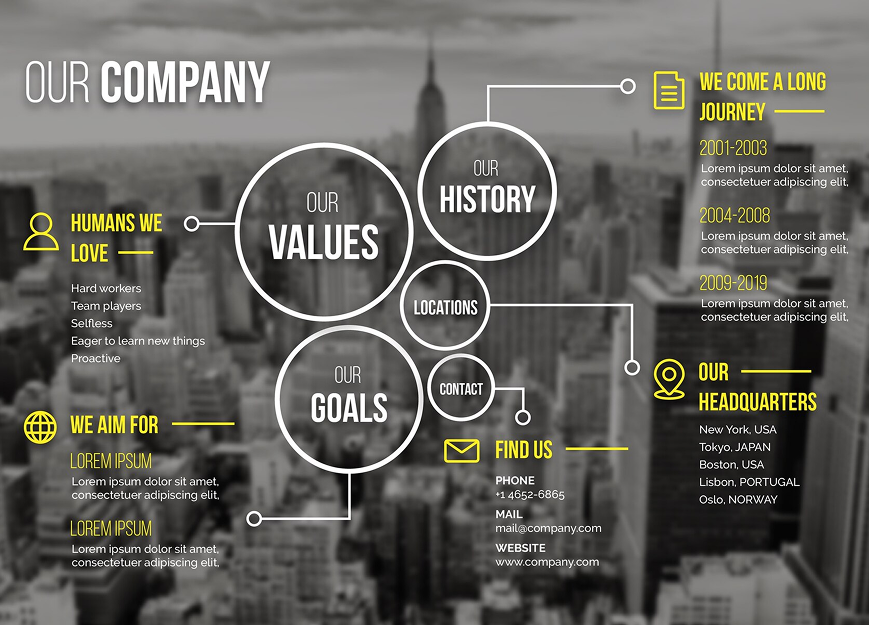 OUR COMPANY
OUR
VALUES
OUR
HISTORY
LOCATIONS
OUR
GOALS
CONTACT
HUMANS WE
LOVE
Hard workers
Team players
Selfless
Eager to learn new things
Proactive
WE AIM FOR
LOREM IPSUM
Lorem ipsum dolor sit amet,
consectetuer adipiscing elit,
LOREM IPSUM
Lorem ipsum dolor sit amet,
consectetuer adipiscing elit,
FIND US
PHONE
+1 4652-6865
MAIL
mail@company.com
WEBSITE
www.company.com
WE COME A LONG
JOURNEY
2001-2003
Lorem ipsum dolor sit amet,
consectetuer adipiscing elit,
2004-2008
Lorem ipsum dolor sit amet,
consectetuer adipiscing elit,
2009-2019
Lorem ipsum dolor sit amet,
consectetuer adipiscing elit,
OUR
HEADQUARTERS
New York, USA
Tokyo, JAPAN
Boston, USA
Lisbon, PORTUGAL
Oslo, NORWAY